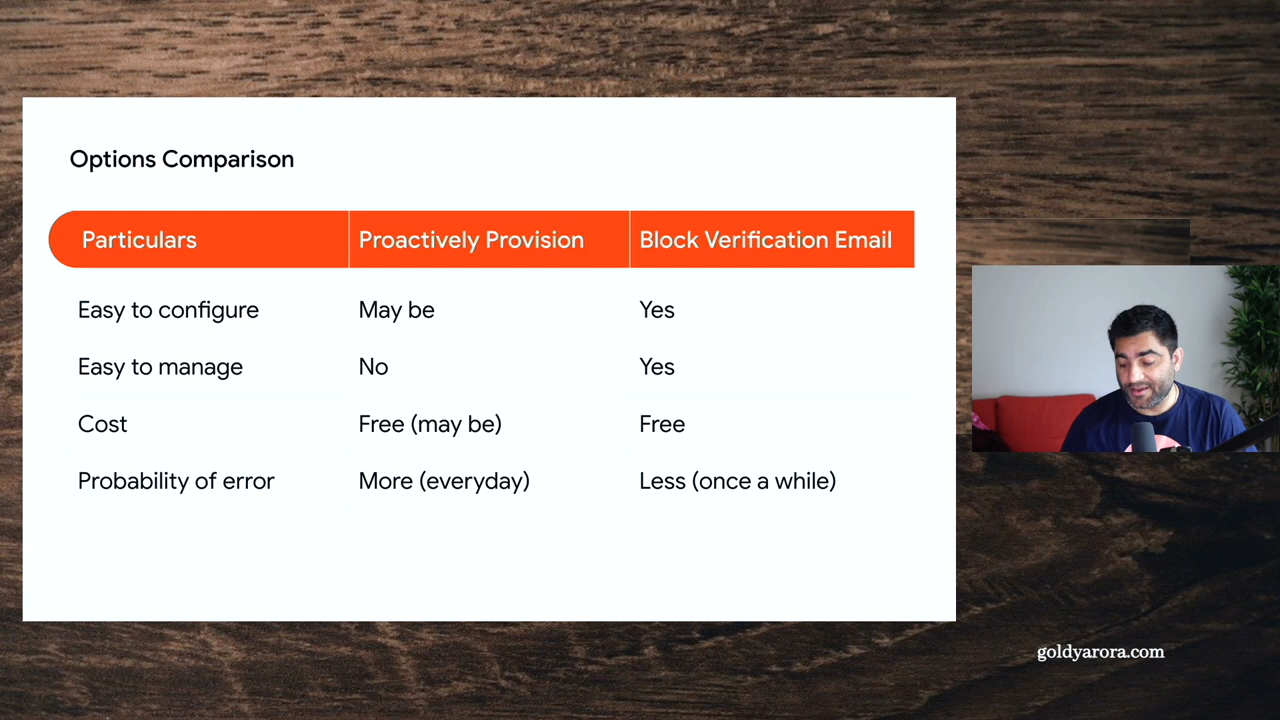 Options Comparison
Particulars Proactively Provision Block Verification Email
Easy to configure May be Yes
Easy to manage No Yes
Cost Free (may be) Free
Probability of error More (everyday) Less (once a while)
goldyarora.com